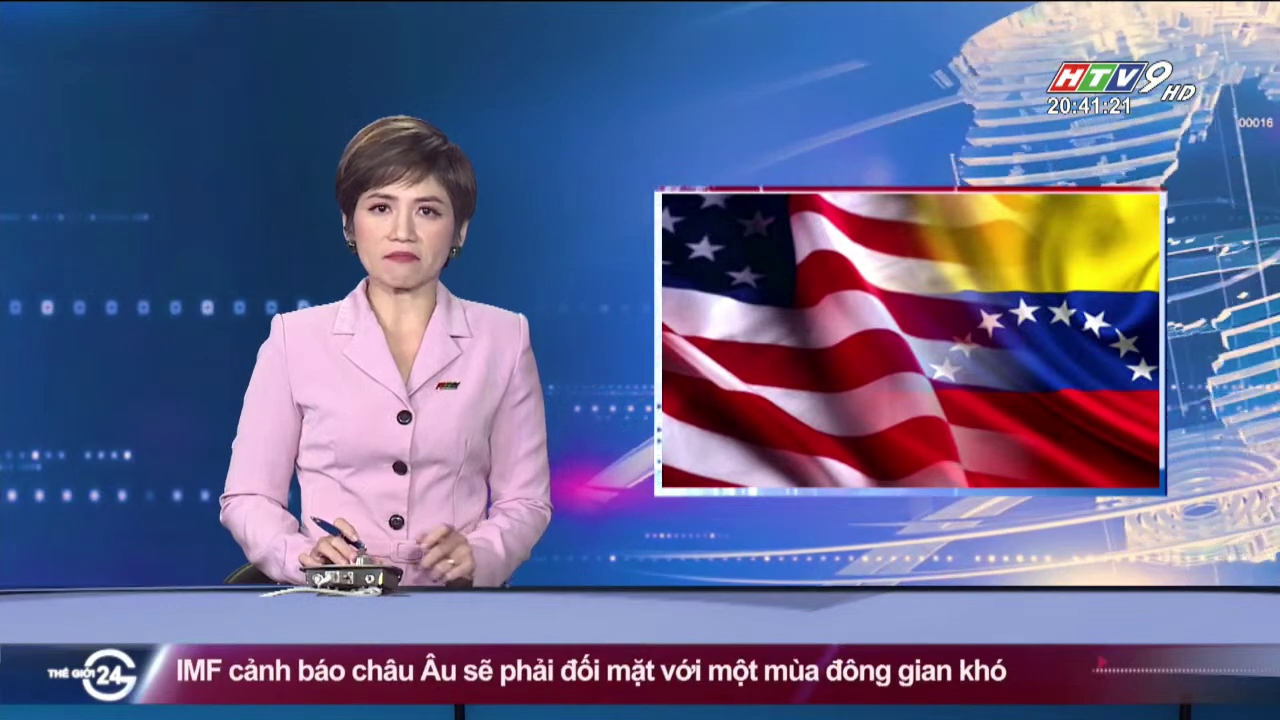 HTV9 HD
20:41:21
00016
THẾ GIỚI 24G
IMF cảnh báo châu Âu sẽ phải đối mặt với một mùa đông gian khó